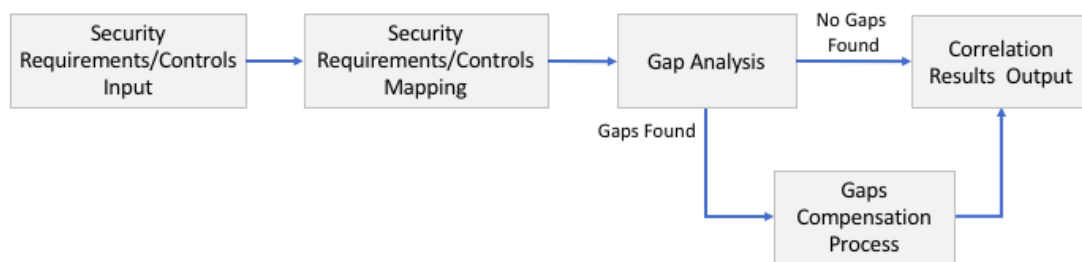 Security
Requirements/Controls
Input
Security
Requirements/Controls
Mapping
Gap Analysis
No Gaps
Found
Correlation
Results Output
Gaps Found
Gaps
Compensation
Process